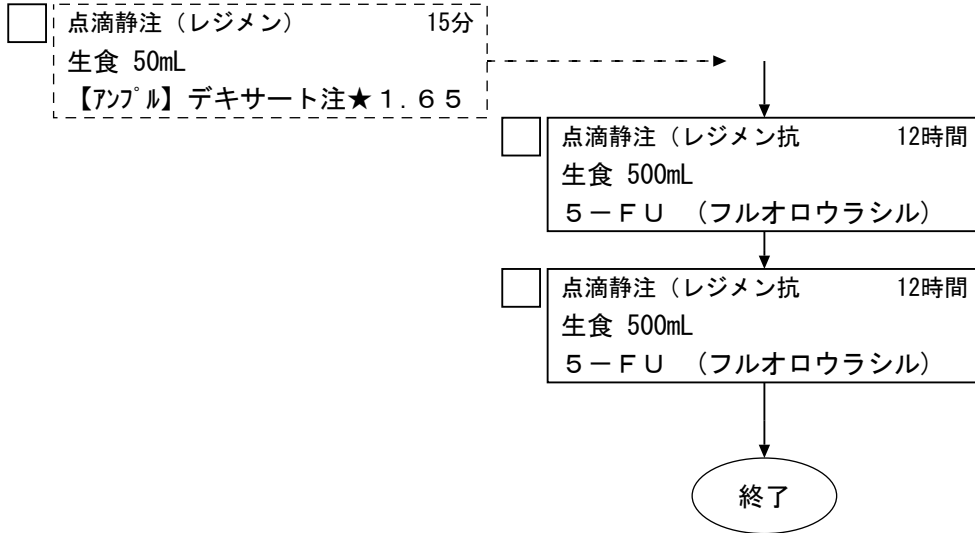 点滴静注（レジメン） 15分
生食 50mL
【ｱﾝﾌﾟﾙ】デキサート注★１.６５
点滴静注（レジメン抗 12時間
生食 500mL
５－ＦＵ （フルオロウラシル）
点滴静注（レジメン抗 12時間
生食 500mL
５－ＦＵ （フルオロウラシル）
終了